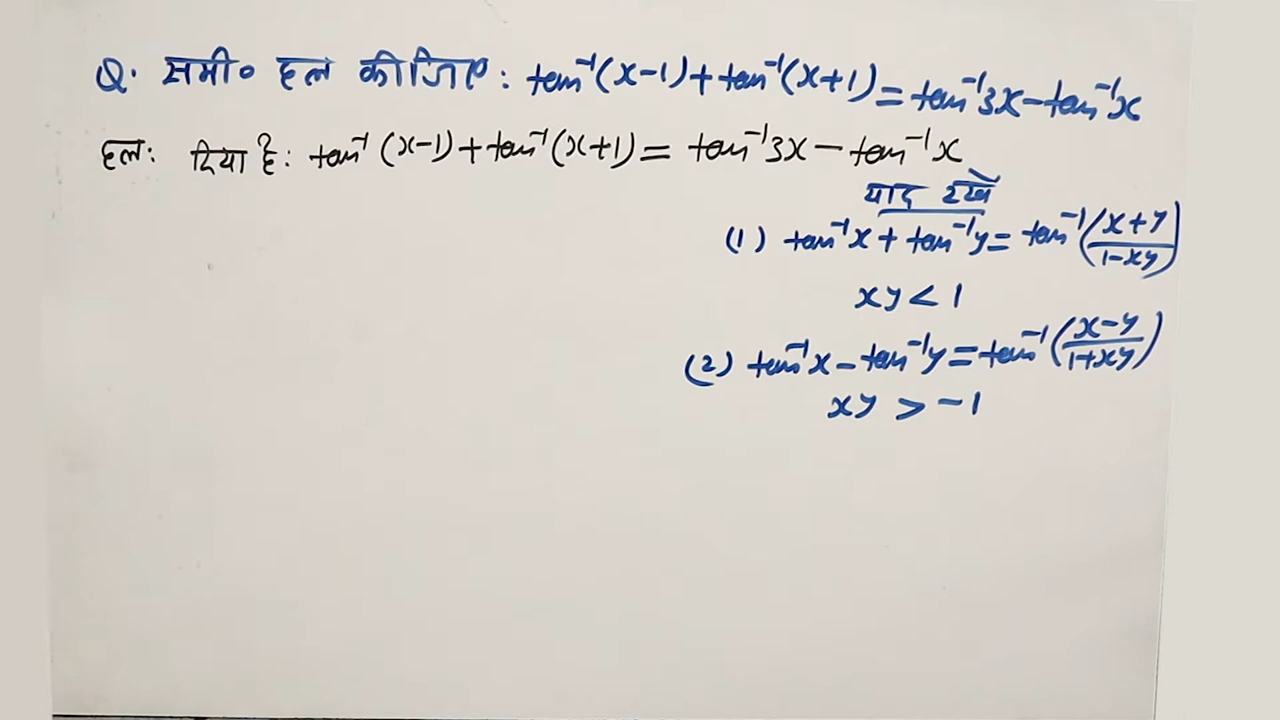 Q. समी० हल कीजिए: tan⁻¹(x-1)+tan⁻¹(x+1)=tan⁻¹3x-tan⁻¹x
हल: दिया है: tan⁻¹(x-1)+tan⁻¹(x+1)= tan⁻¹3x-tan⁻¹x
याद रखें
(1) tan⁻¹x+tan⁻¹y=tan⁻¹((x+y)/(1-xy))
xy<1
(2) tan⁻¹x-tan⁻¹y=tan⁻¹((x-y)/(1+xy))
xy > -1